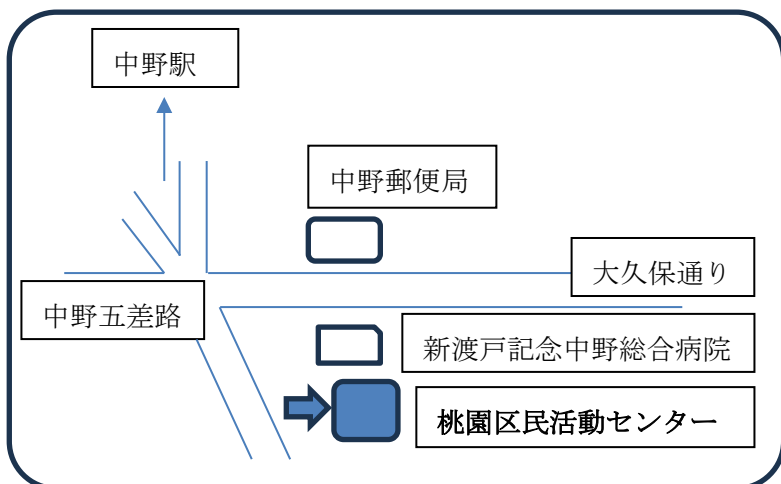 中野駅
中野郵便局
大久保通り
中野五差路
新渡戸記念中野総合病院
桃園区民活動センター